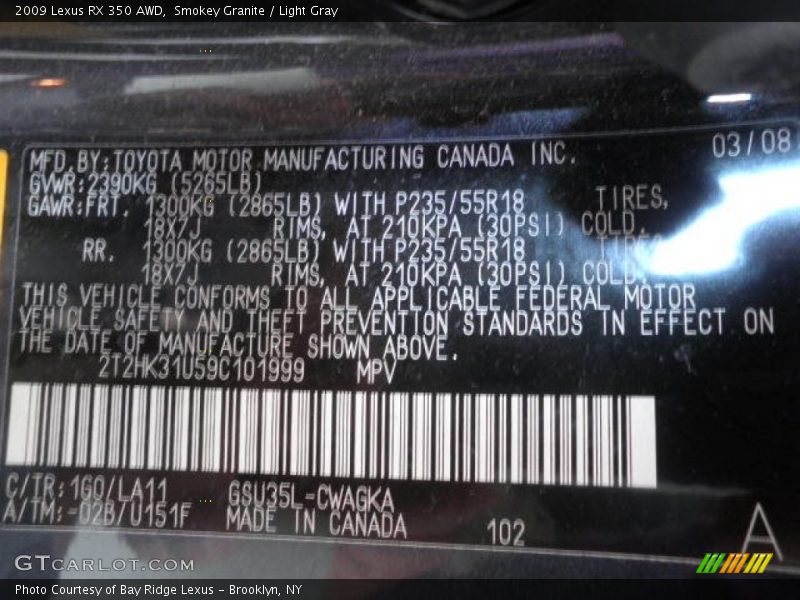 2009 Lexus RX 350 AWD, Smokey Granite / Light Gray
03/08
MFD.BY:TOYOTA MOTOR MANUFACTURING CANADA INC.
GVWR:2390KG (5265LB)
GAWR:FRT. 1300KG (2865LB) WITH P235/55R18 TIRES,
18X7J RIMS, AT 210KPA (30PSI) COLD.
RR. 1300KG (2865LB) WITH P235/55R18 TIRES
18X7J RIMS, AT 210KPA (30PSI) COLD
THIS VEHICLE CONFORMS TO ALL APPLICABLE FEDERAL MOTOR
VEHICLE SAFETY AND THEFT PREVENTION STANDARDS IN EFFECT ON
THE DATE OF MANUFACTURE SHOWN ABOVE.
2T2HK31U59C101999 MPV
C/TR:1G0/LA11 GSU35L-CWAGKA
A/TM:-02B/0151F MADE IN CANADA 102
A
GTCARLOT.COM
Photo Courtesy of Bay Ridge Lexus - Brooklyn, NY